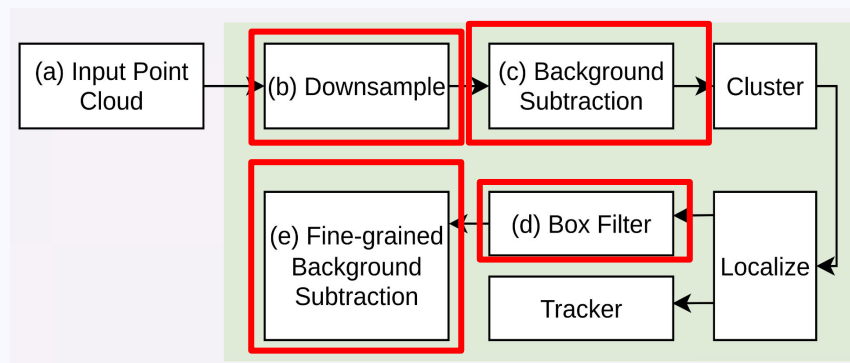 (a) Input Point
Cloud
(b) Downsample
(c) Background
Subtraction
Cluster
(e) Fine-grained
Background
Subtraction
(d) Box Filter
Tracker
Localize